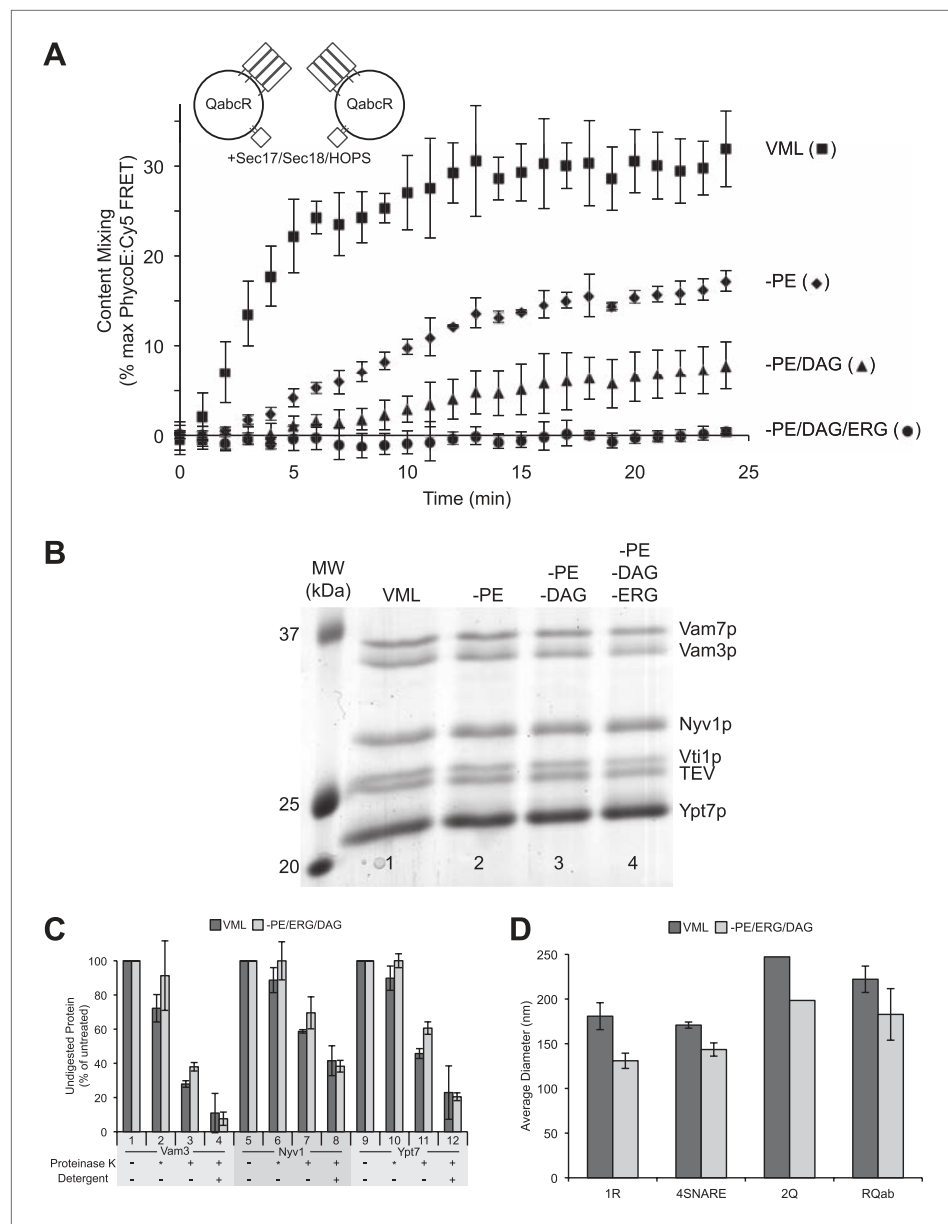 A
QabcR QabcR
+Sec17/Sec18/HOPS
Content Mixing
(% max PhycoE:Cy5 FRET)
30
20
10
0
0 5 10 15 20 25
Time (min)
VML (■)
-PE (◆)
-PE/DAG (▲)
-PE/DAG/ERG (●)
B
MW
(kDa)
VML
-PE
-PE
-DAG
-PE
-DAG
-ERG
37
25
20
Vam7p
Vam3p
Nyv1p
Vti1p
TEV
Ypt7p
1 2 3 4
C
VML -PE/ERG/DAG
Undigested Protein
(% of untreated)
100
80
60
40
20
0
1 2 3 4 5 6 7 8 9 10 11 12
Vam3 Nyv1 Ypt7
Proteinase K - * + + - * + + - * + +
Detergent - - - + - - - + - - - +
D
VML -PE/ERG/DAG
Average Diameter (nm)
250
200
150
100
50
0
1R 4SNARE 2Q RQab